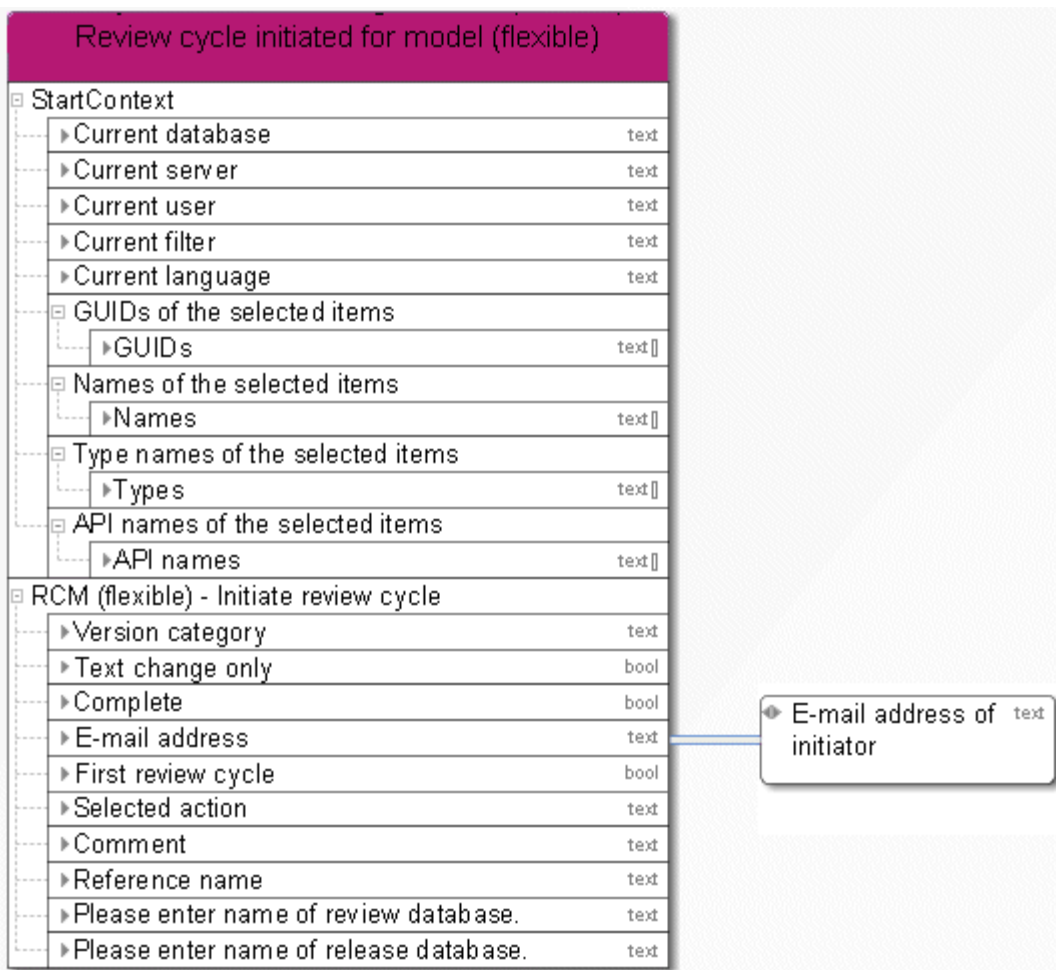 Review cycle initiated for model (flexible)
StartContext
Current database text
Current server text
Current user text
Current filter text
Current language text
GUIDs of the selected items
GUIDs text[]
Names of the selected items
Names text[]
Type names of the selected items
Types text[]
API names of the selected items
API names text[]
RCM (flexible) - Initiate review cycle
Version category text
Text change only bool
Complete bool
E-mail address text
E-mail address of text
initiator
First review cycle bool
Selected action text
Comment text
Reference name text
Please enter name of review database. text
Please enter name of release database. text